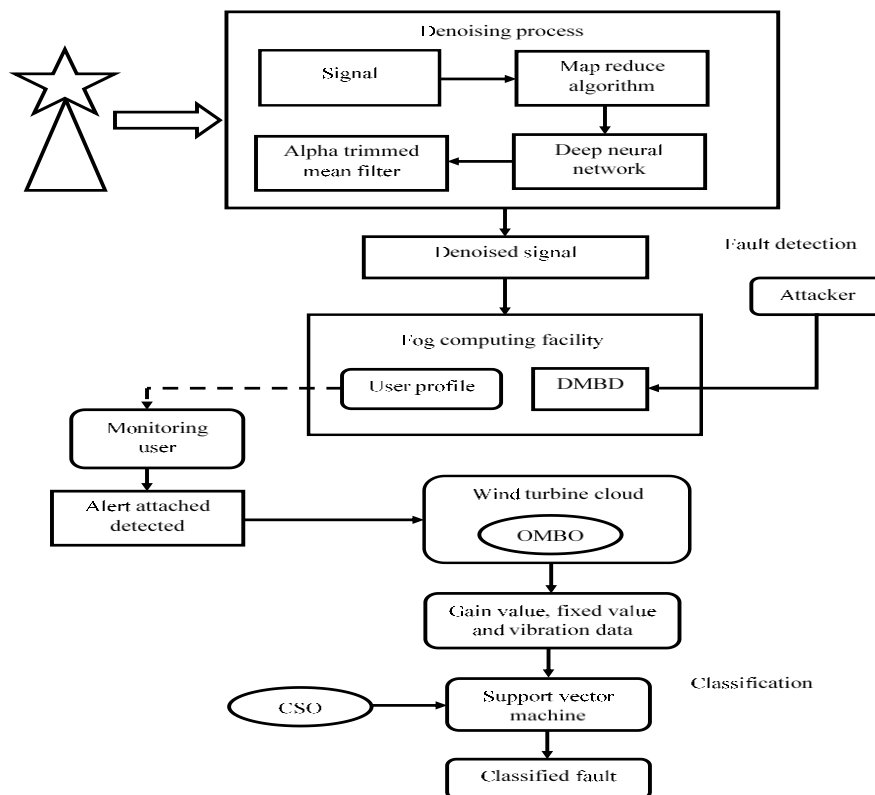 Denoising process
Signal
Map reduce
algorithm
Alpha trimmed
mean filter
Deep neural
network
Denoised signal
Fault detection
Attacker
Fog computing facility
User profile
DMBD
Monitoring
user
Alert attached
detected
Wind turbine cloud
OMBO
Gain value, fixed value
and vibration data
Classification
CSO
Support vector
machine
Classified fault